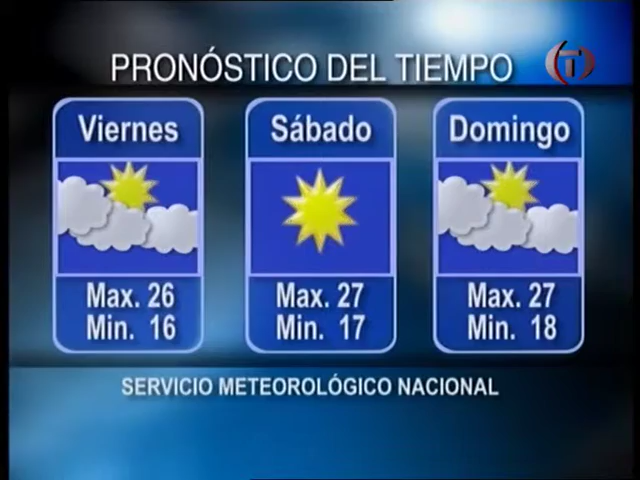 PRONÓSTICO DEL TIEMPO
T
Viernes
Max. 26
Min. 16
Sábado
Max. 27
Min. 17
Domingo
Max. 27
Min. 18
SERVICIO METEOROLÓGICO NACIONAL